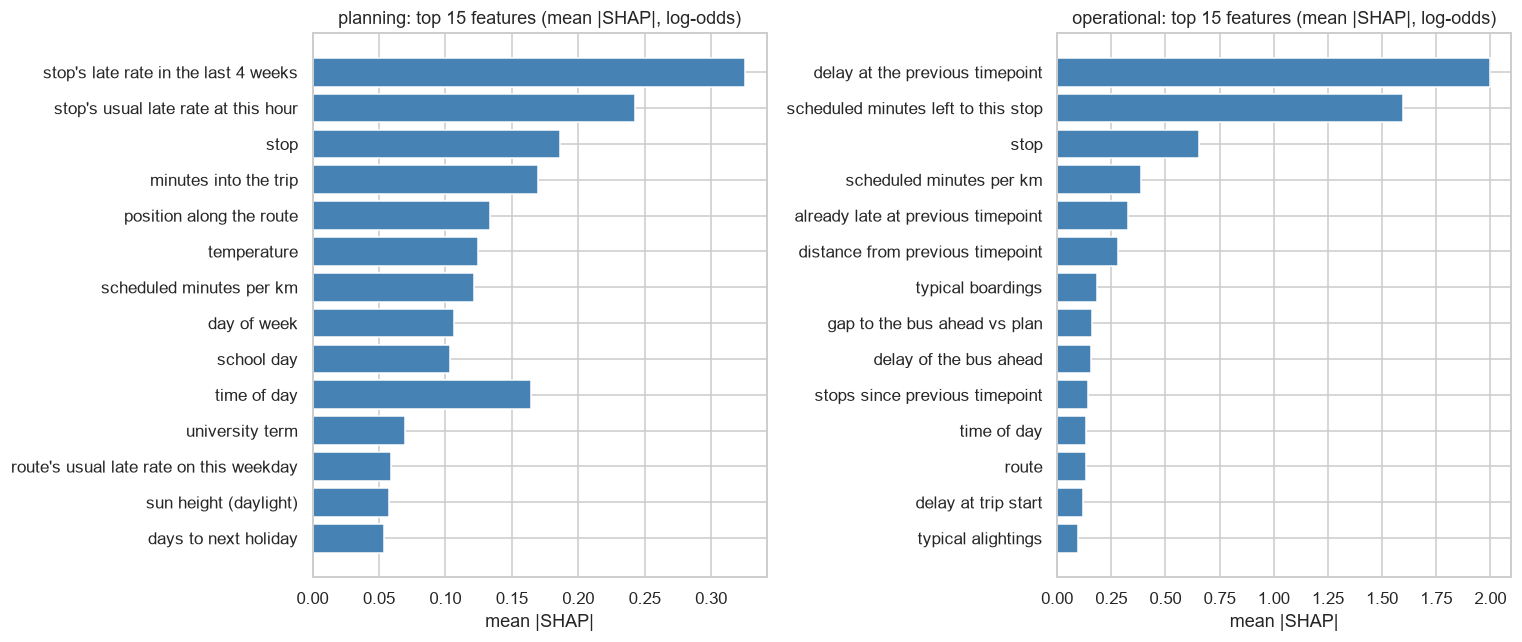 planning: top 15 features (mean |SHAP|, log-odds)
stop's late rate in the last 4 weeks
stop's usual late rate at this hour
stop
minutes into the trip
position along the route
temperature
scheduled minutes per km
day of week
school day
time of day
university term
route's usual late rate on this weekday
sun height (daylight)
days to next holiday
0.00 0.05 0.10 0.15 0.20 0.25 0.30
mean |SHAP|
operational: top 15 features (mean |SHAP|, log-odds)
delay at the previous timepoint
scheduled minutes left to this stop
stop
scheduled minutes per km
already late at previous timepoint
distance from previous timepoint
typical boardings
gap to the bus ahead vs plan
delay of the bus ahead
stops since previous timepoint
time of day
route
delay at trip start
typical alightings
0.00 0.25 0.50 0.75 1.00 1.25 1.50 1.75 2.00
mean |SHAP|